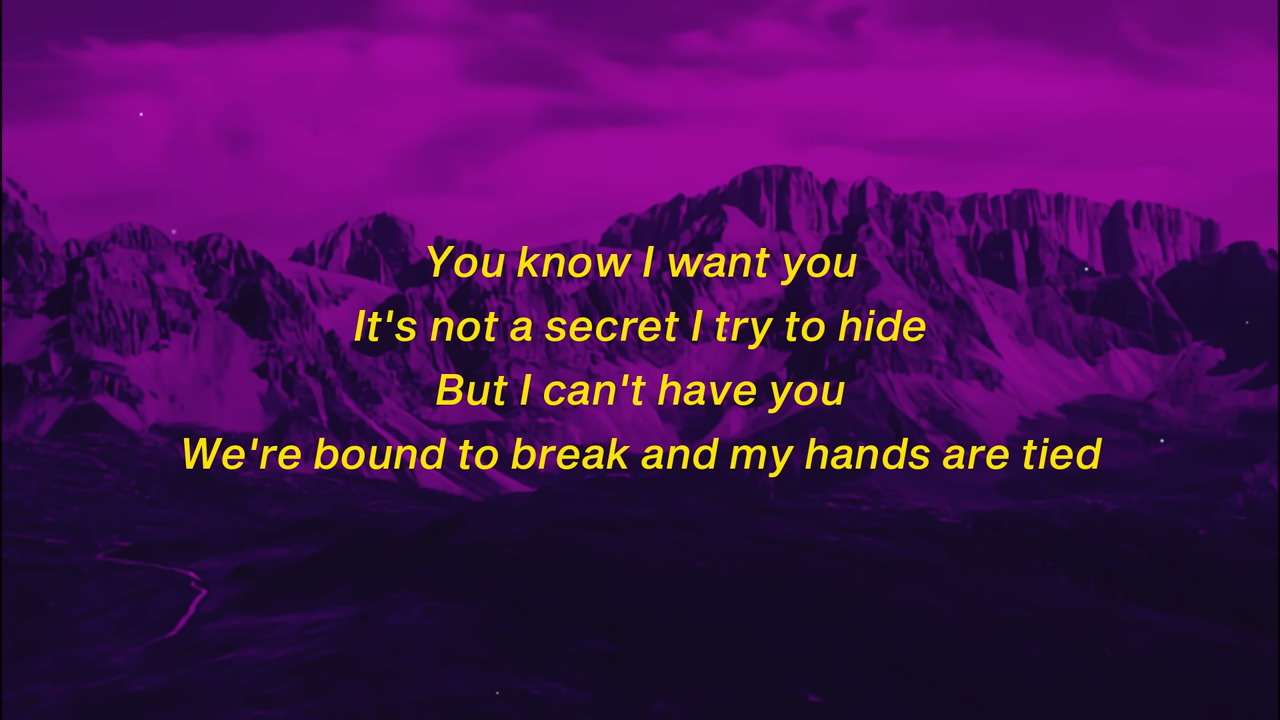 You know I want you
It's not a secret I try to hide
But I can't have you
We're bound to break and my hands are tied